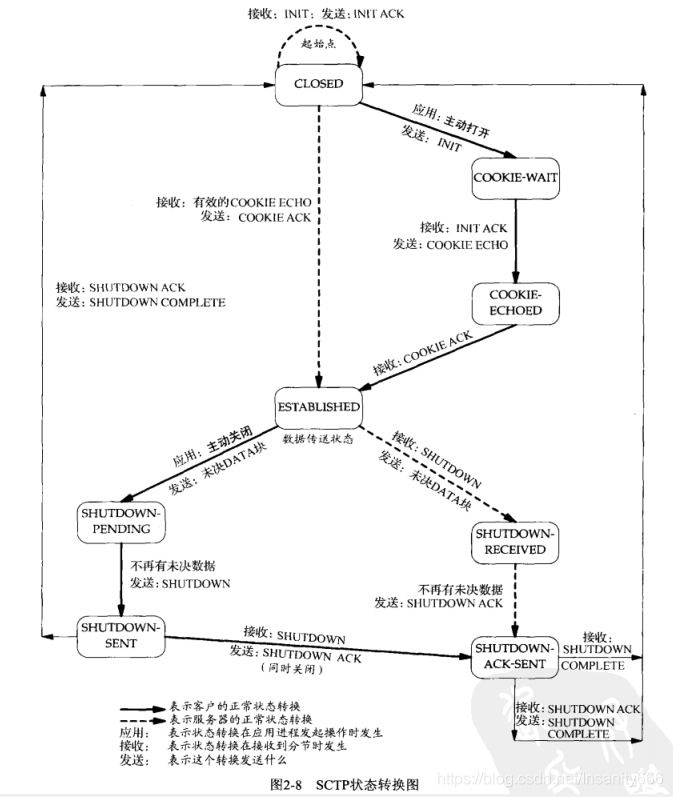 接收：INIT；发送：INIT ACK
起始点
CLOSED
应用：主动打开
发送：INIT
COOKIE-WAIT
接收：有效的COOKIE ECHO
发送：COOKIE ACK
接收：INIT ACK
发送：COOKIE ECHO
接收：SHUTDOWN ACK
发送：SHUTDOWN COMPLETE
COOKIE-
ECHOED
接收：COOKIE ACK
ESTABLISHED
数据传送状态
应用：主动关闭
发送：未决DATA块
接收：SHUTDOWN
发送：未决DATA块
SHUTDOWN-
PENDING
SHUTDOWN-
RECEIVED
不再有未决数据
发送：SHUTDOWN
不再有未决数据
发送：SHUTDOWN ACK
SHUTDOWN-
SENT
接收：SHUTDOWN
发送：SHUTDOWN ACK
（同时关闭）
SHUTDOWN-
ACK-SENT
接收：
SHUTDOWN
COMPLETE
接收：SHUTDOWN ACK
发送：SHUTDOWN
COMPLETE
表示客户的正常状态转换
表示服务器的正常状态转换
应用： 表示状态转换在应用进程发起操作时发生
接收： 表示状态转换在接收到分节时发生
发送： 表示这个转换发送什么
https://blog.csdn.net/Insanity666
图2-8 SCTP状态转换图